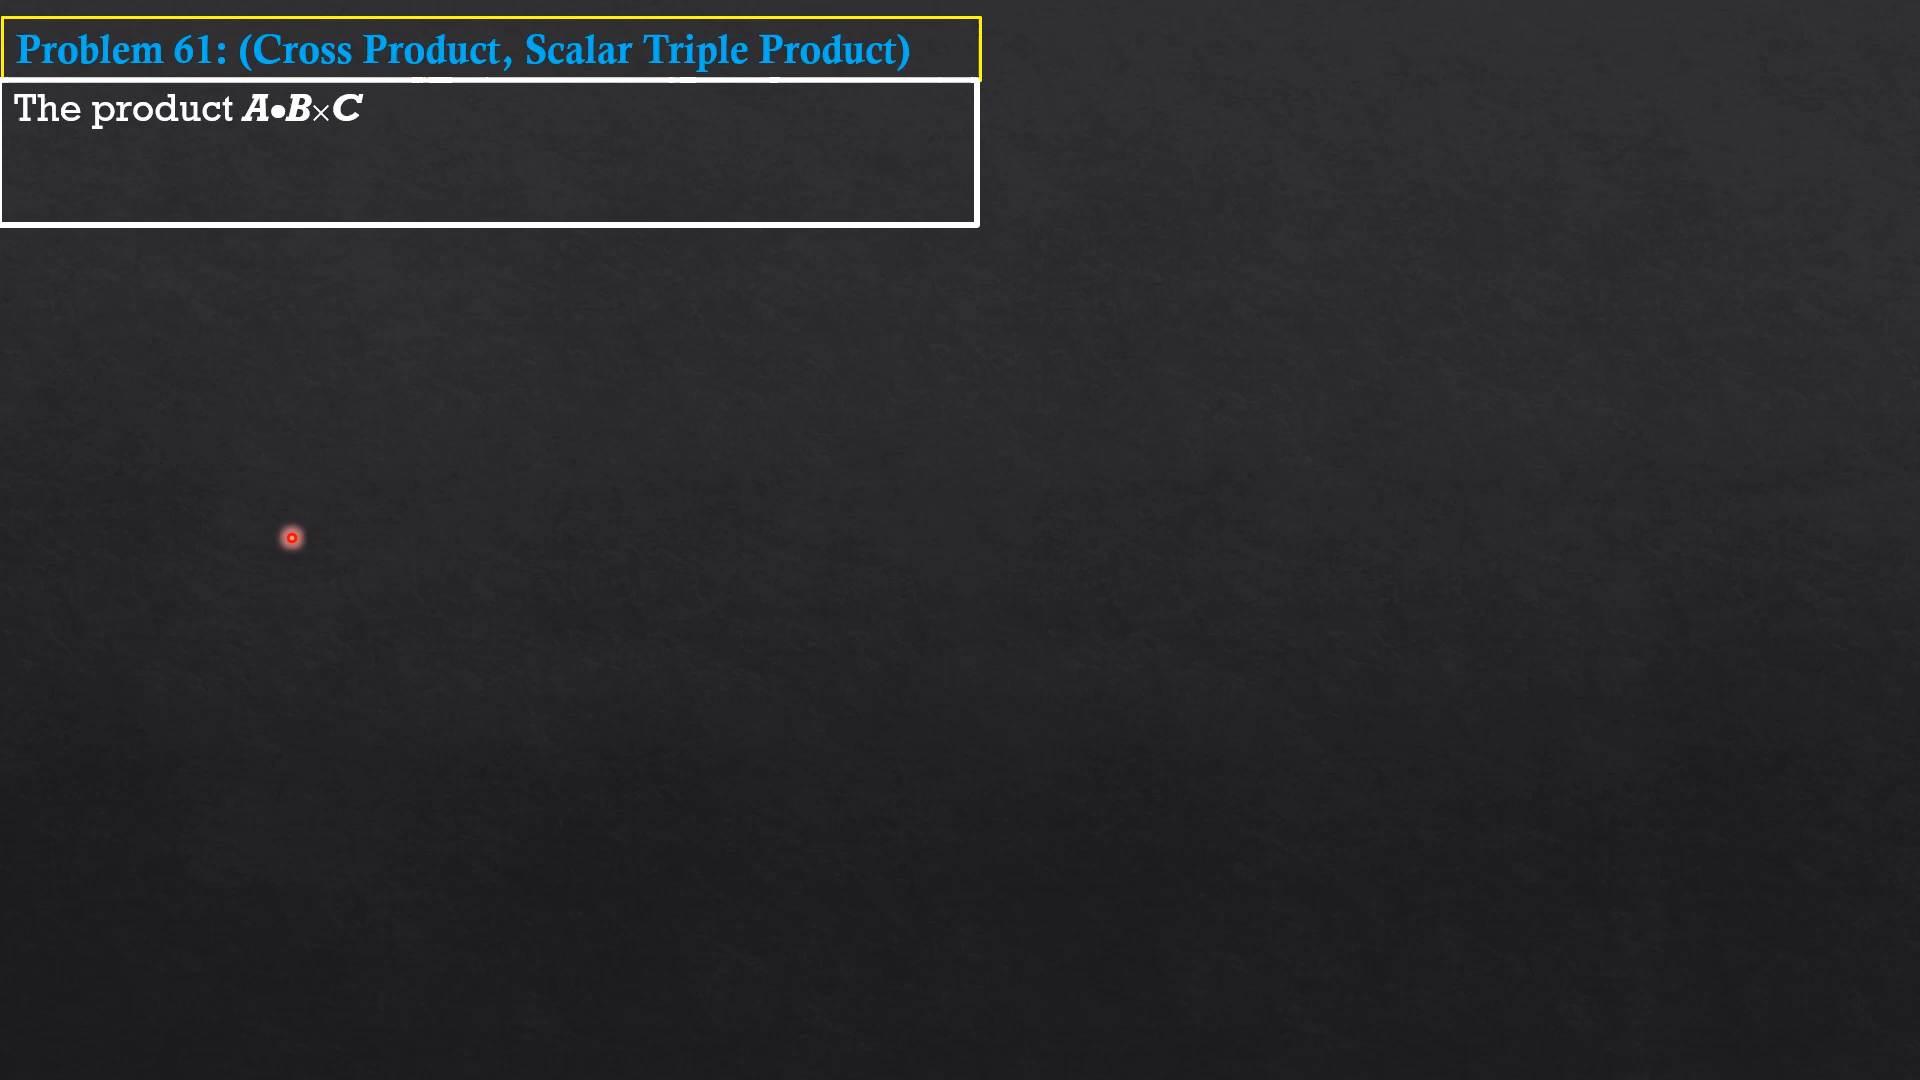 Problem 61: (Cross Product, Scalar Triple Product)
The product A•B×C